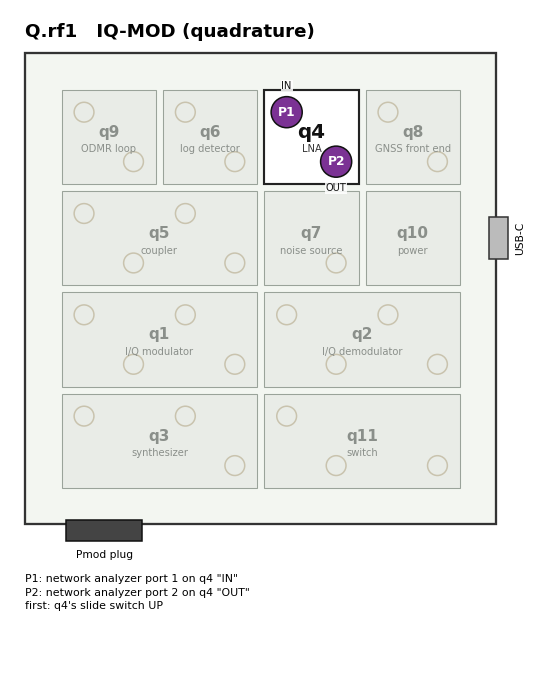 Q.rf1 IQ-MOD (quadrature)
IN
P1
q9
q6
q4
q8
ODMR loop
log detector
LNA
GNSS front end
P2
OUT
q5
q7
q10
coupler
noise source
power
USB-C
q1
q2
I/Q modulator
I/Q demodulator
q3
q11
synthesizer
switch
Pmod plug
P1: network analyzer port 1 on q4 "IN"
P2: network analyzer port 2 on q4 "OUT"
first: q4's slide switch UP